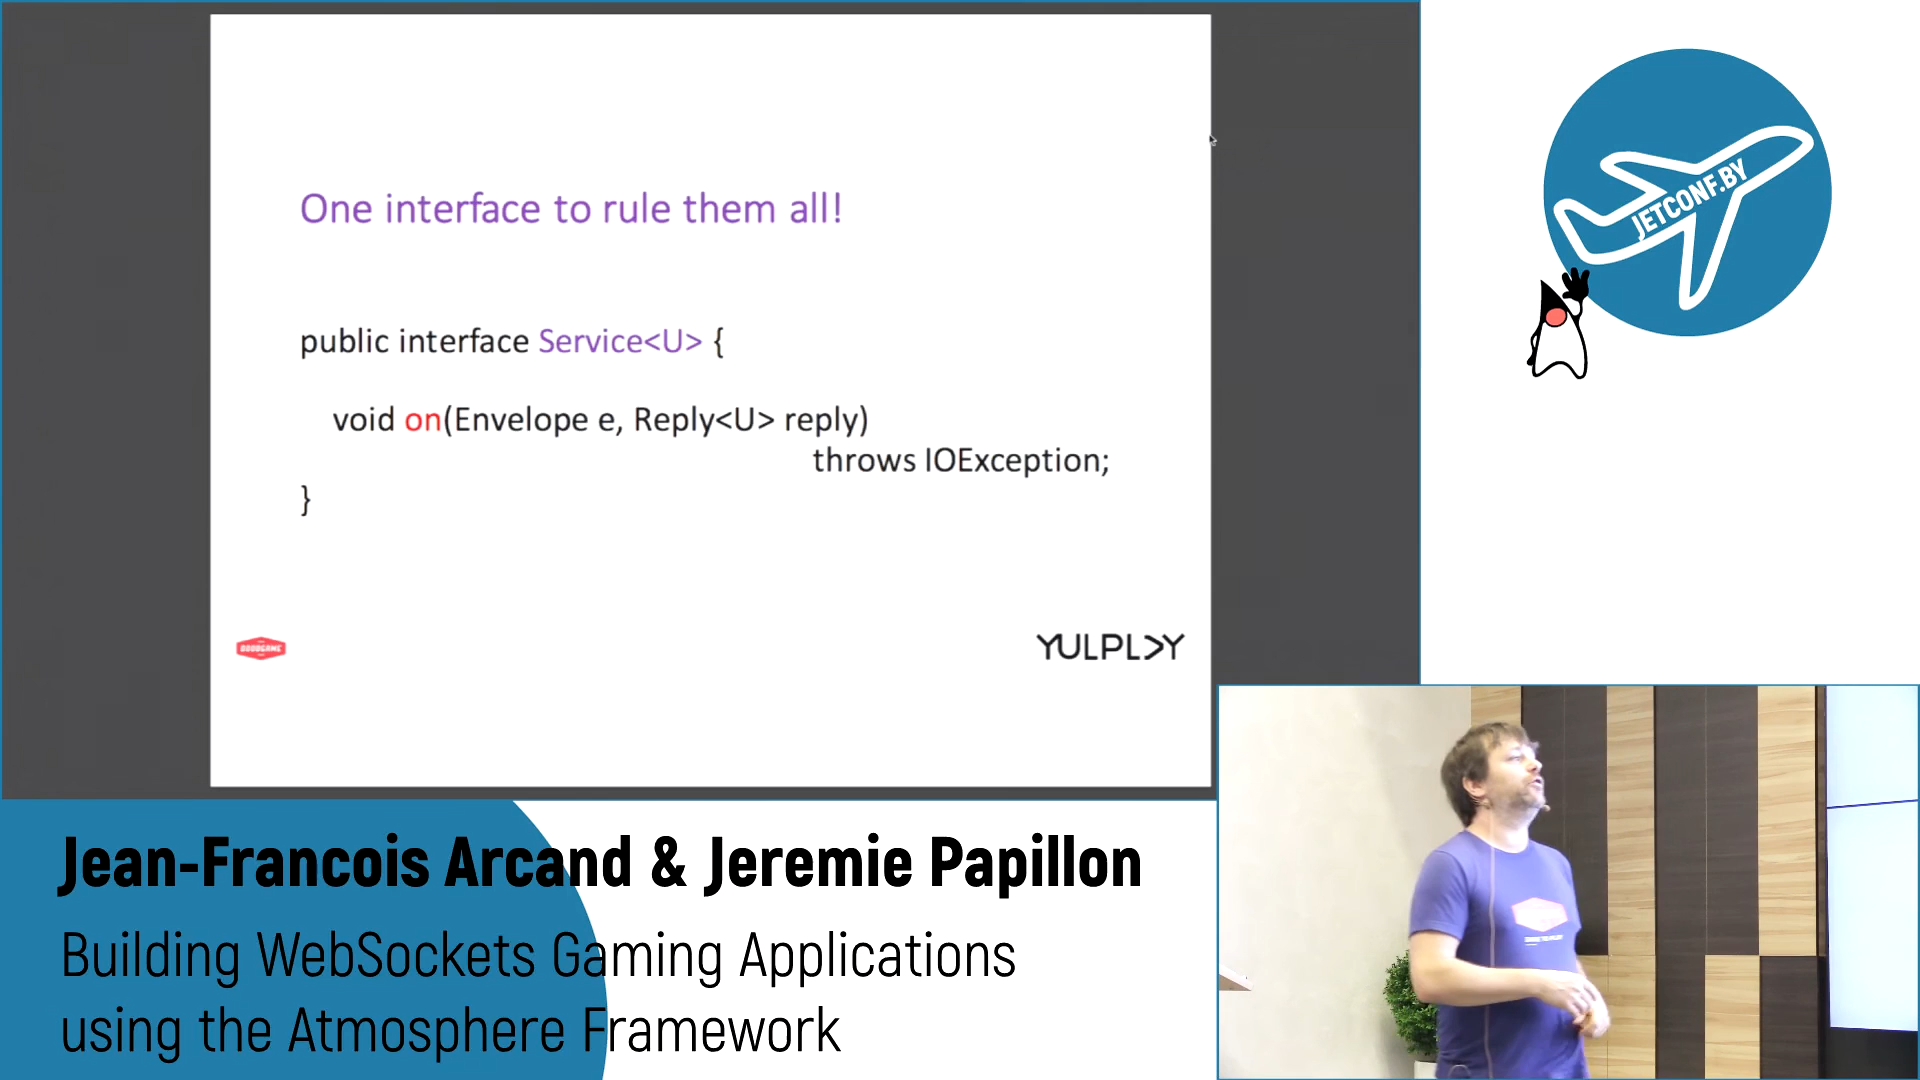 One interface to rule them all!
public interface Service<U> {
void on(Envelope e, Reply<U> reply)
throws IOException;
}
YULPLAY
JETCONF.BY
Jean-Francois Arcand & Jeremie Papillon
Building WebSockets Gaming Applications
using the Atmosphere Framework